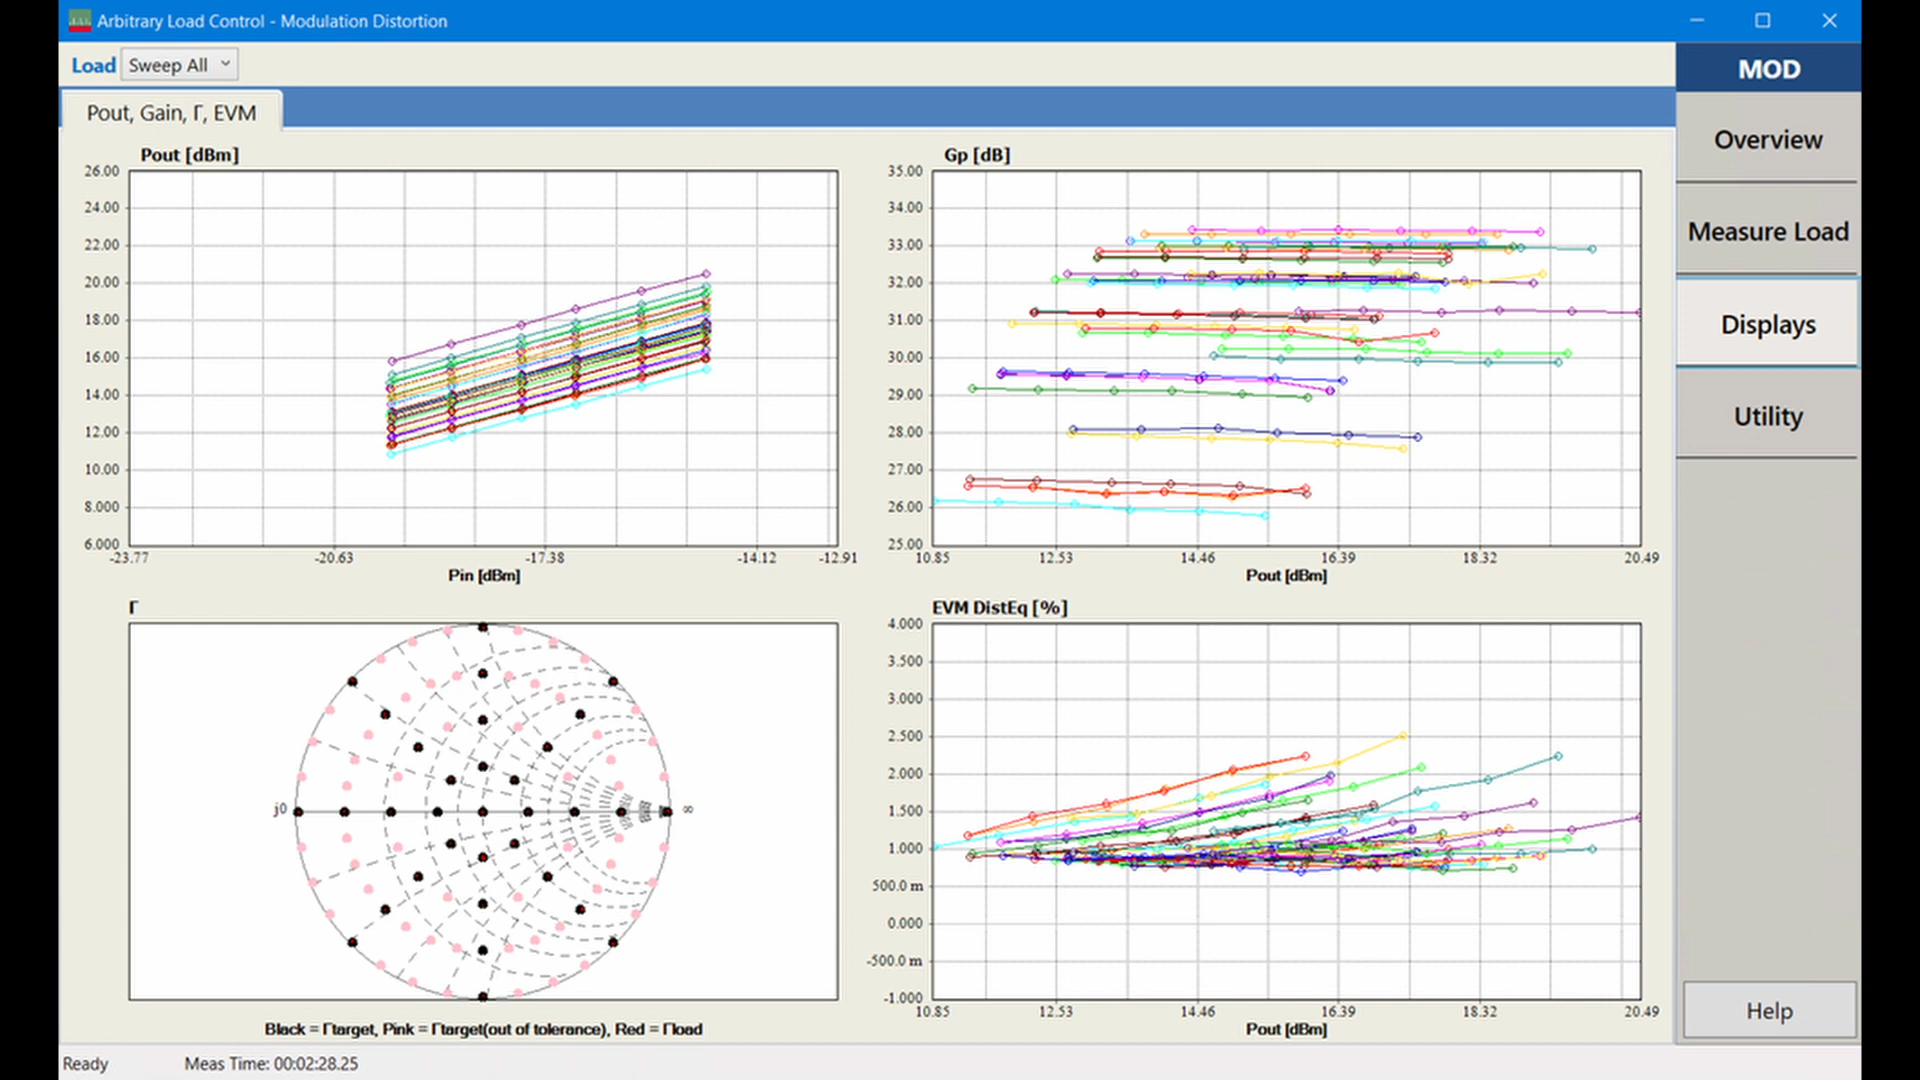 Arbitrary Load Control - Modulation Distortion
Load Sweep All
MOD
Pout, Gain, Γ, EVM
Overview
Measure Load
Displays
Utility
Help
Pout [dBm]
26.00
24.00
22.00
20.00
18.00
16.00
14.00
12.00
10.00
8.000
6.000
-23.77 -20.63 -17.38 -14.12 -12.91
Pin [dBm]
Gp [dB]
35.00
34.00
33.00
32.00
31.00
30.00
29.00
28.00
27.00
26.00
25.00
10.85 12.53 14.46 16.39 18.32 20.49
Pout [dBm]
Γ
j0 ∞
Black = Γtarget, Pink = Γtarget(out of tolerance), Red = Γload
EVM DistEq [%]
4.000
3.500
3.000
2.500
2.000
1.500
1.000
500.0 m
0.000
-500.0 m
-1.000
10.85 12.53 14.46 16.39 18.32 20.49
Pout [dBm]
Ready Meas Time: 00:02:28.25